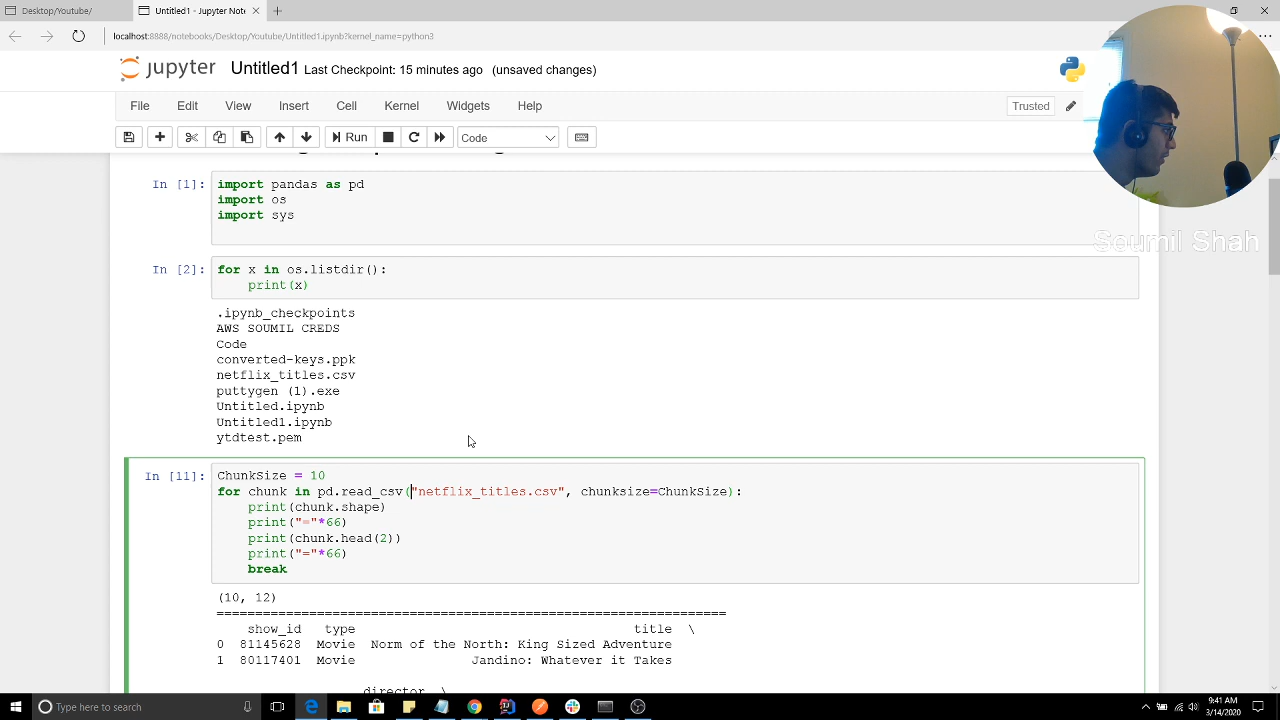 Desktop/Youtube/
Untitled1 - Jupyter Note
localhost:8888/notebooks/Desktop/Youtube/Untitled1.ipynb?kernel_name=python3
jupyter Untitled1 Last Checkpoint: 15 minutes ago (unsaved changes)
File Edit View Insert Cell Kernel Widgets Help Trusted
Run Code
In [1]: import pandas as pd
import os
import sys
Soumil Shah
In [2]: for x in os.listdir():
print(x)
.ipynb_checkpoints
AWS SOUMIL CREDS
Code
converted-keys.ppk
netflix_titles.csv
puttygen (1).exe
Untitled.ipynb
Untitled1.ipynb
ytdtest.pem
In [11]: ChunkSize = 10
for chunk in pd.read_csv("netflix_titles.csv", chunksize=ChunkSize):
print(chunk.shape)
print("="*66)
print(chunk.head(2))
print("="*66)
break
(10, 12)
==================================================================
show_id type title \
0 81145628 Movie Norm of the North: King Sized Adventure
1 80117401 Movie Jandino: Whatever it Takes
director \
Type here to search
9:41 AM
3/14/2020